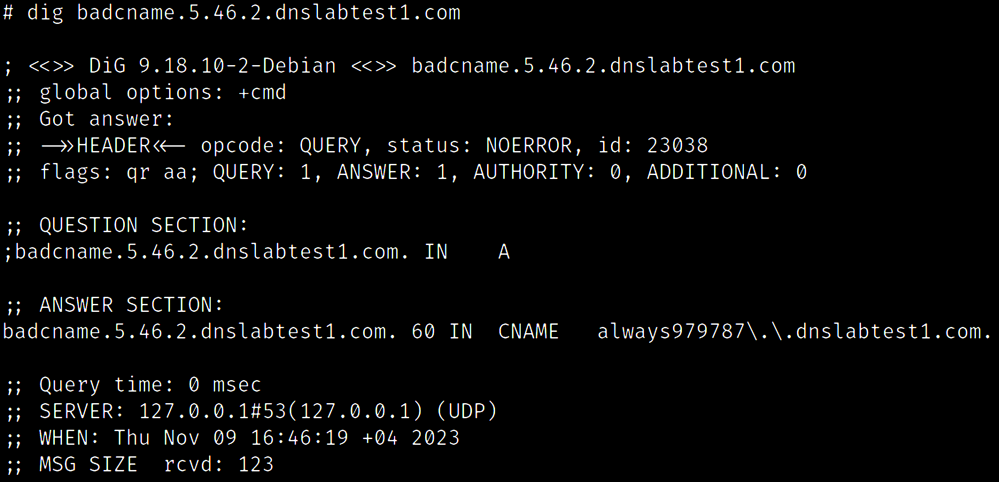 # dig badcname.5.46.2.dnslabtest1.com
; <<>> DiG 9.18.10-2-Debian <<>> badcname.5.46.2.dnslabtest1.com
;; global options: +cmd
;; Got answer:
;; ->>HEADER<<- opcode: QUERY, status: NOERROR, id: 23038
;; flags: qr aa; QUERY: 1, ANSWER: 1, AUTHORITY: 0, ADDITIONAL: 0
;; QUESTION SECTION:
;badcname.5.46.2.dnslabtest1.com. IN A
;; ANSWER SECTION:
badcname.5.46.2.dnslabtest1.com. 60 IN CNAME always979787\.\.dnslabtest1.com.
;; Query time: 0 msec
;; SERVER: 127.0.0.1#53(127.0.0.1) (UDP)
;; WHEN: Thu Nov 09 16:46:19 +04 2023
;; MSG SIZE rcvd: 123